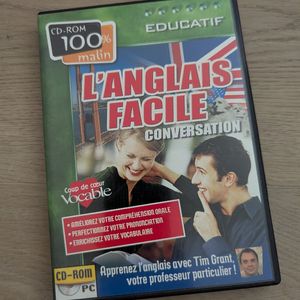 CD-ROM
100%
malin
EDUCATIF
L'ANGLAIS
FACILE
CONVERSATION
Coup de cœur
Vocable
• AMÉLIOREZ VOTRE COMPRÉHENSION ORALE
• PERFECTIONNEZ VOTRE PRONONCIATION
• ENRICHISSEZ VOTRE VOCABULAIRE
Apprenez l'anglais avec Tim Grant,
votre professeur particulier !
CD-ROM
PC